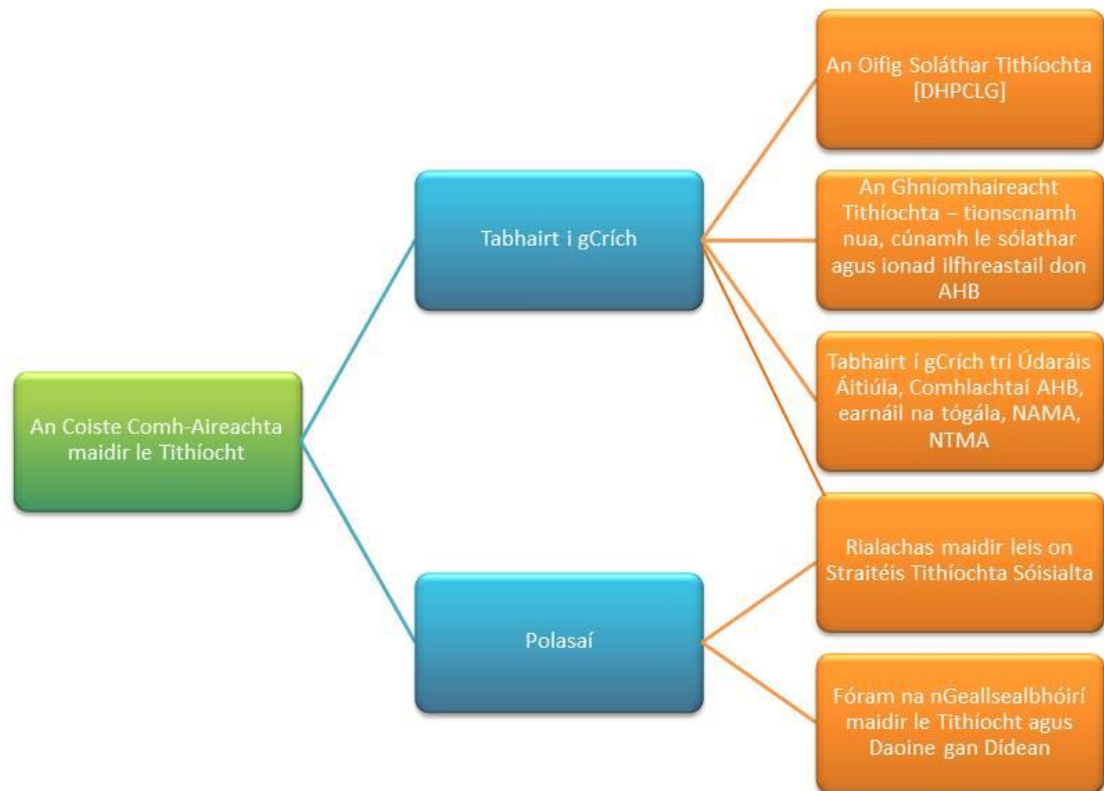 An Coiste Comh-Aireachta
maidir le Tithíocht
Tabhairt i gCrích
Polasaí
An Oifig Soláthar Tithíochta
[DHPCLG]
An Ghníomhaireacht
Tithíochta – tionscnamh
nua, cúnamh le sólathar
agus ionad ilfhreastail don
AHB
Tabhairt í gCrích trí Údaráis
Áitiúla, Comhlachtaí AHB,
earnáil na tógála, NAMA,
NTMA
Rialachas maidir leis on
Straitéis Tithíochta Sóisialta
Fóram na nGeallsealbhóirí
maidir le Tithíocht agus
Daoine gan Dídean